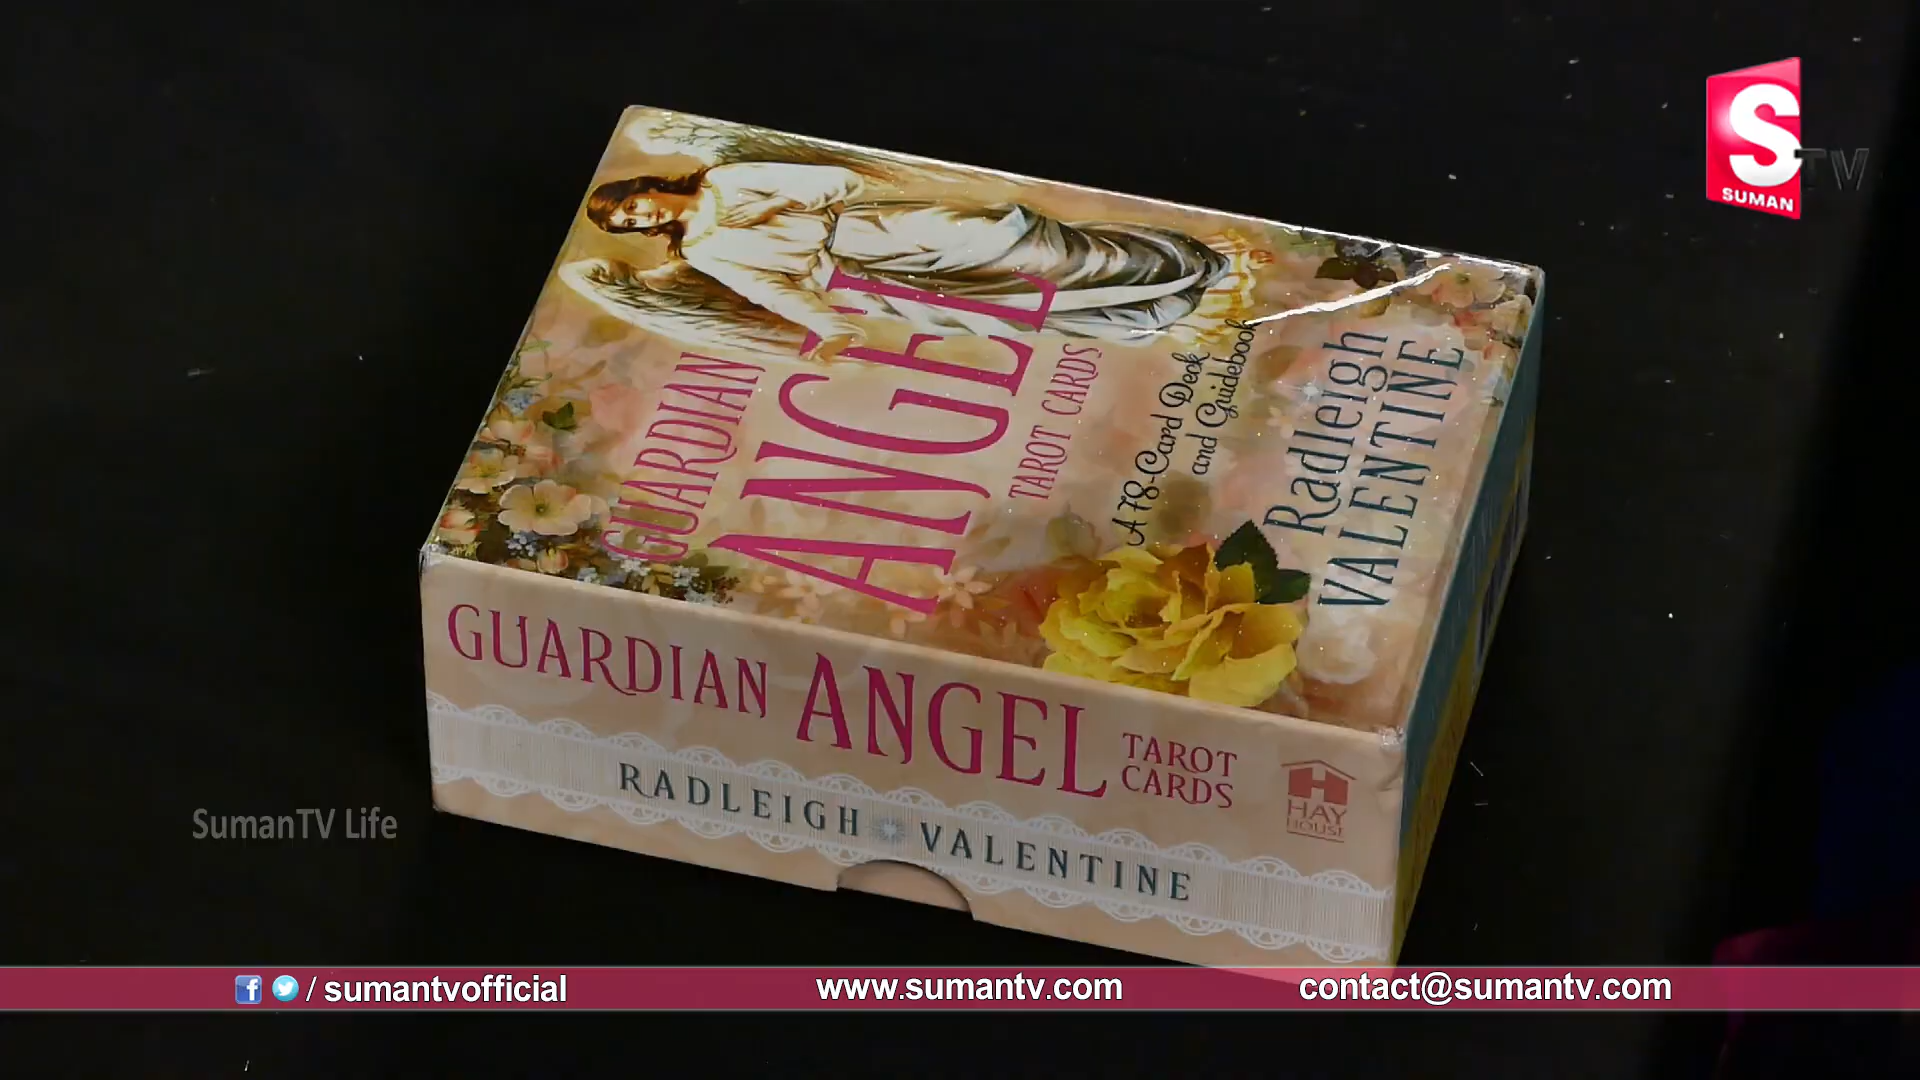 S
TV
SUMAN
GUARDIAN
ANGEL
TAROT CARDS
A 78-Card Deck
and Guidebook
Radleigh
VALENTINE
GUARDIAN ANGEL TAROT
CARDS
RADLEIGH VALENTINE
H
HAY
HOUSE
SumanTV Life
/ sumantvofficial
www.sumantv.com
contact@sumantv.com